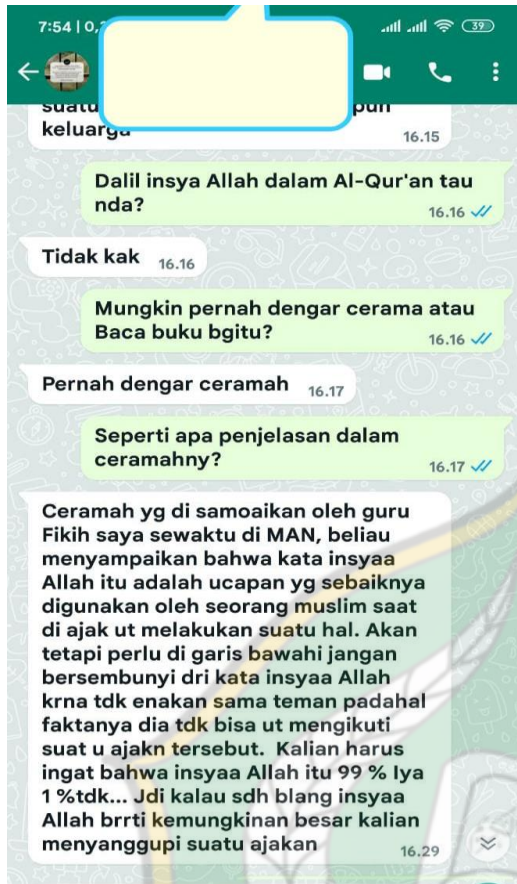 7:54 | 0,
39
keluarga
16.15
Dalil insya Allah dalam Al-Qur'an tau
nda?
16.16
Tidak kak 16.16
Mungkin pernah dengar cerama atau
Baca buku bgitu?
16.16
Pernah dengar ceramah 16.17
Seperti apa penjelasan dalam
ceramahny?
16.17
Ceramah yg di samoaikan oleh guru
Fikih saya sewaktu di MAN, beliau
menyampaikan bahwa kata insyaa
Allah itu adalah ucapan yg sebaiknya
digunakan oleh seorang muslim saat
di ajak ut melakukan suatu hal. Akan
tetapi perlu di garis bawahi jangan
bersembunyi dri kata insyaa Allah
krna tdk enakan sama teman padahal
faktanya dia tdk bisa ut mengikuti
suat u ajakn tersebut. Kalian harus
ingat bahwa insyaa Allah itu 99 % Iya
1 %tdk... Jdi kalau sdh blang insyaa
Allah brrti kemungkinan besar kalian
menyanggupi suatu ajakan
16.29